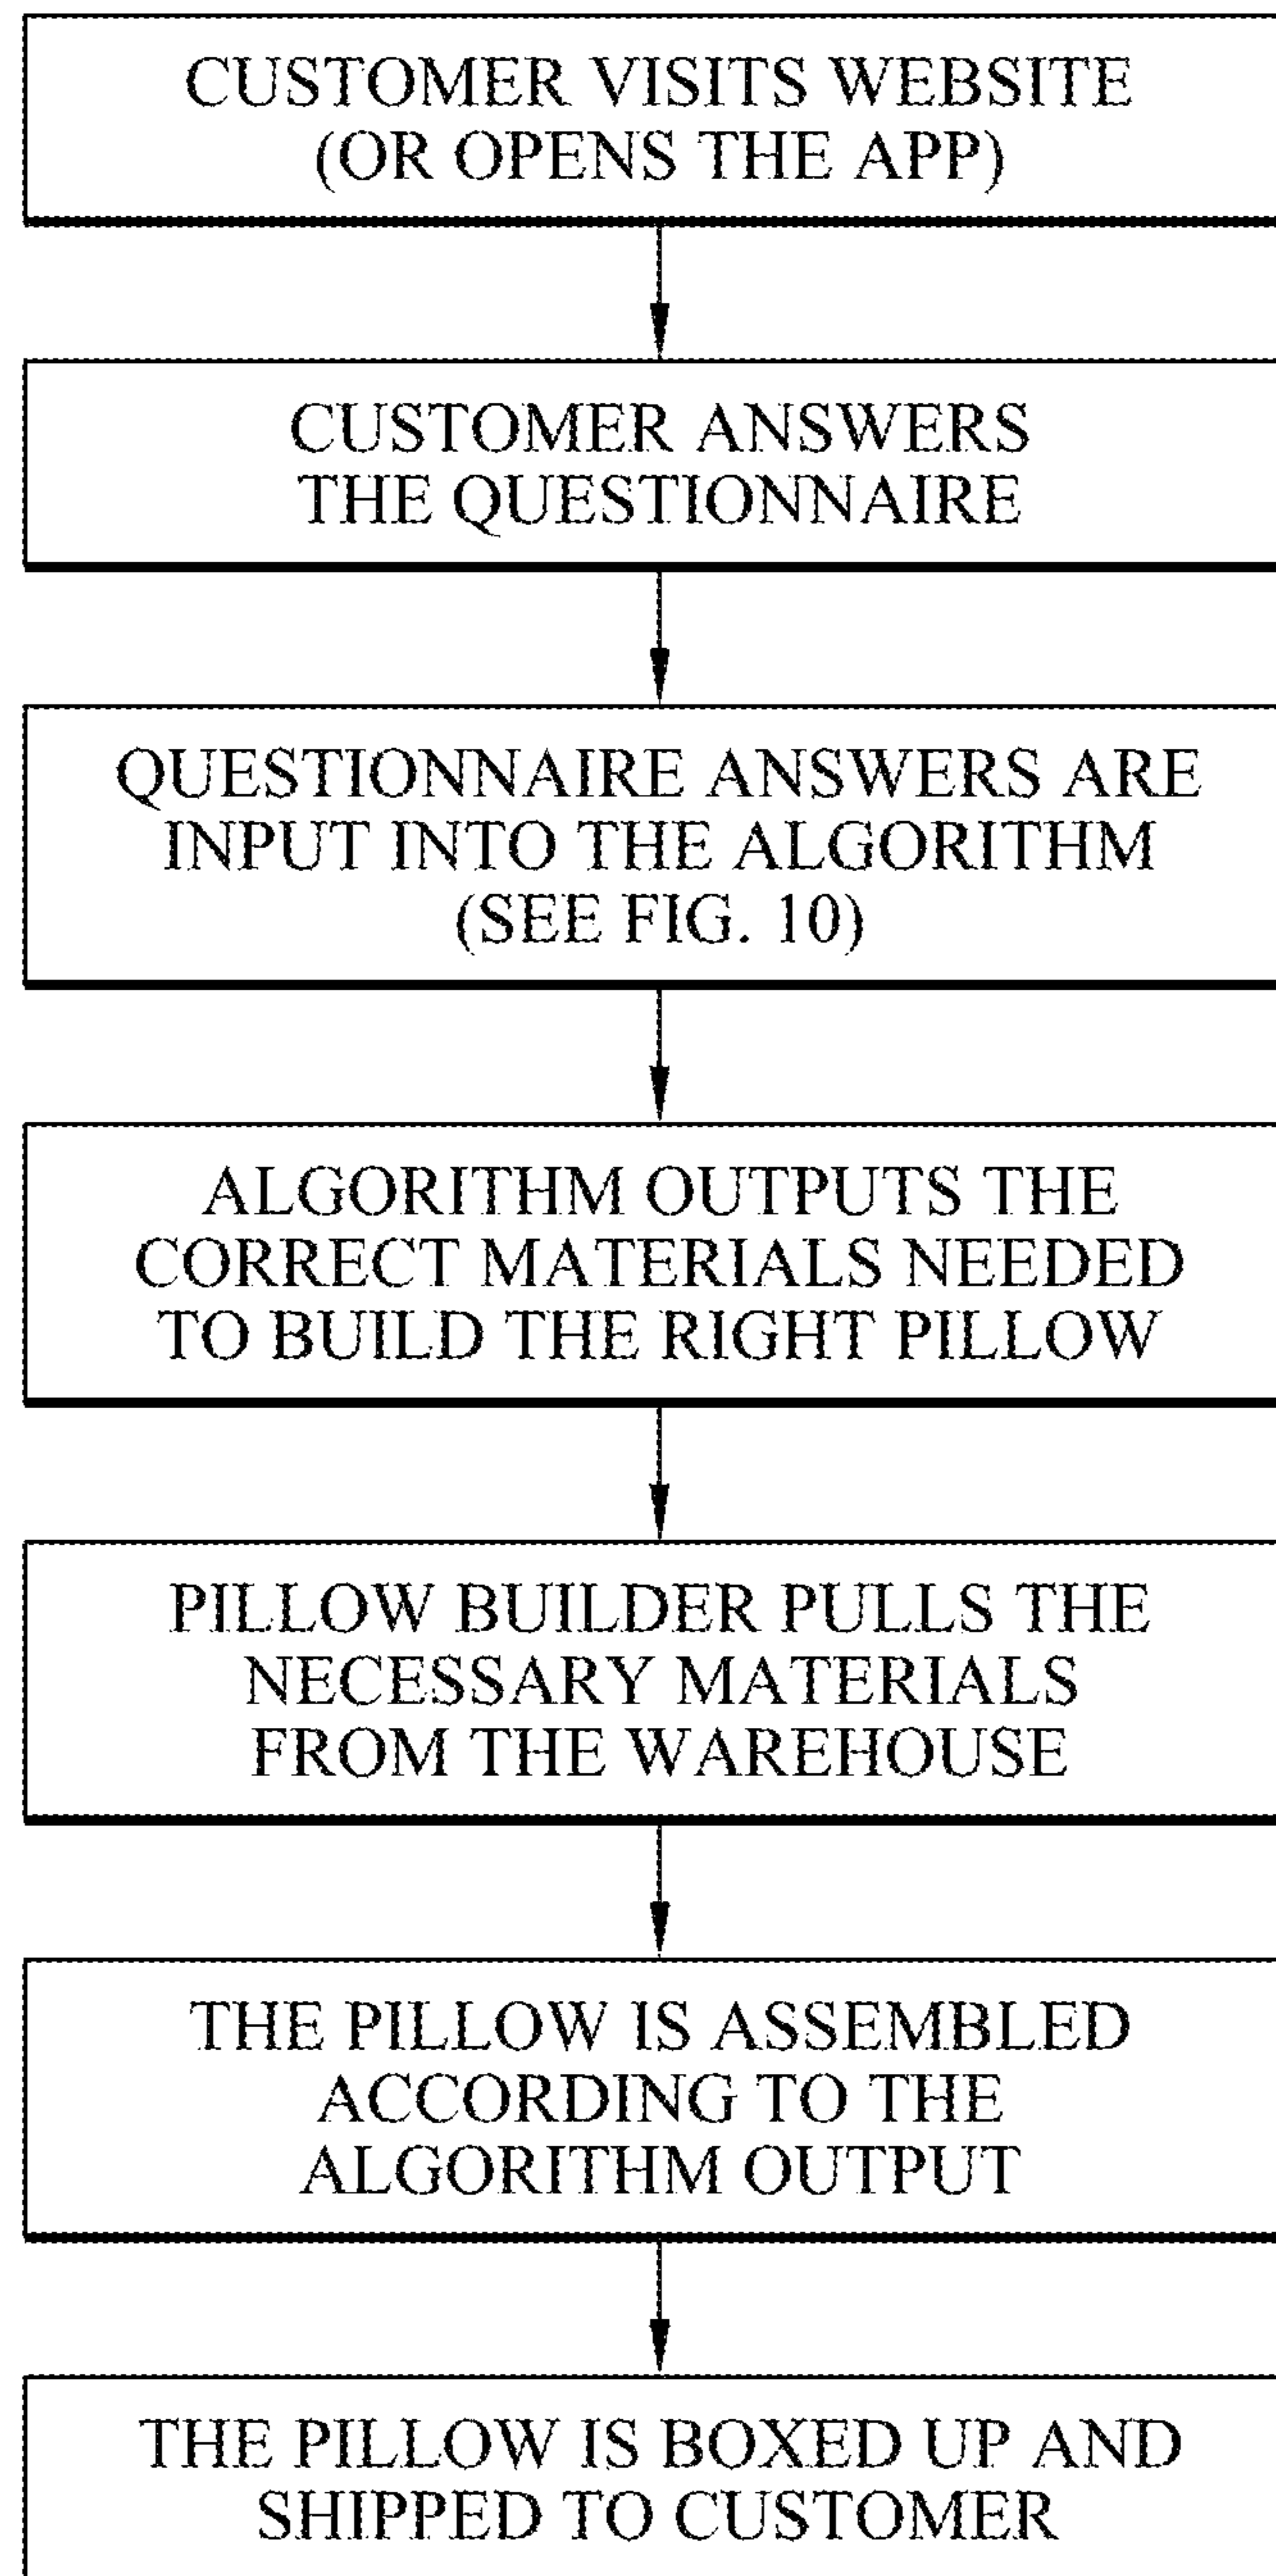 CUSTOMER VISITS WEBSITE
(OR OPENS THE APP)
CUSTOMER ANSWERS
THE QUESTIONNAIRE
QUESTIONNAIRE ANSWERS ARE
INPUT INTO THE ALGORITHM
(SEE FIG. 10)
ALGORITHM OUTPUTS THE
CORRECT MATERIALS NEEDED
TO BUILD THE RIGHT PILLOW
PILLOW BUILDER PULLS THE
NECESSARY MATERIALS
FROM THE WAREHOUSE
THE PILLOW IS ASSEMBLED
ACCORDING TO THE
ALGORITHM OUTPUT
THE PILLOW IS BOXED UP AND
SHIPPED TO CUSTOMER